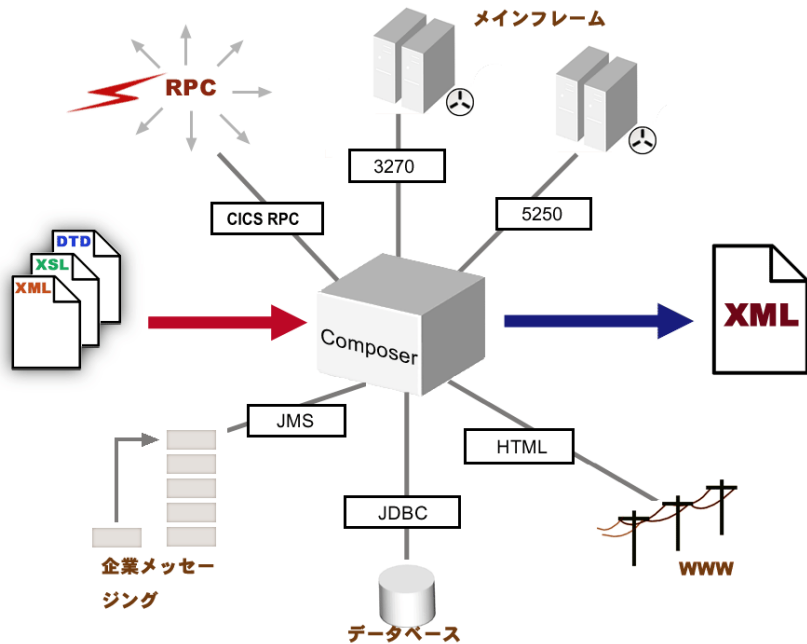 メインフレーム
RPC
3270
CICS RPC
5250
DTD
XSL
XML
Composer
XML
JMS
HTML
JDBC
企業メッセー
ジング
WWW
データベース